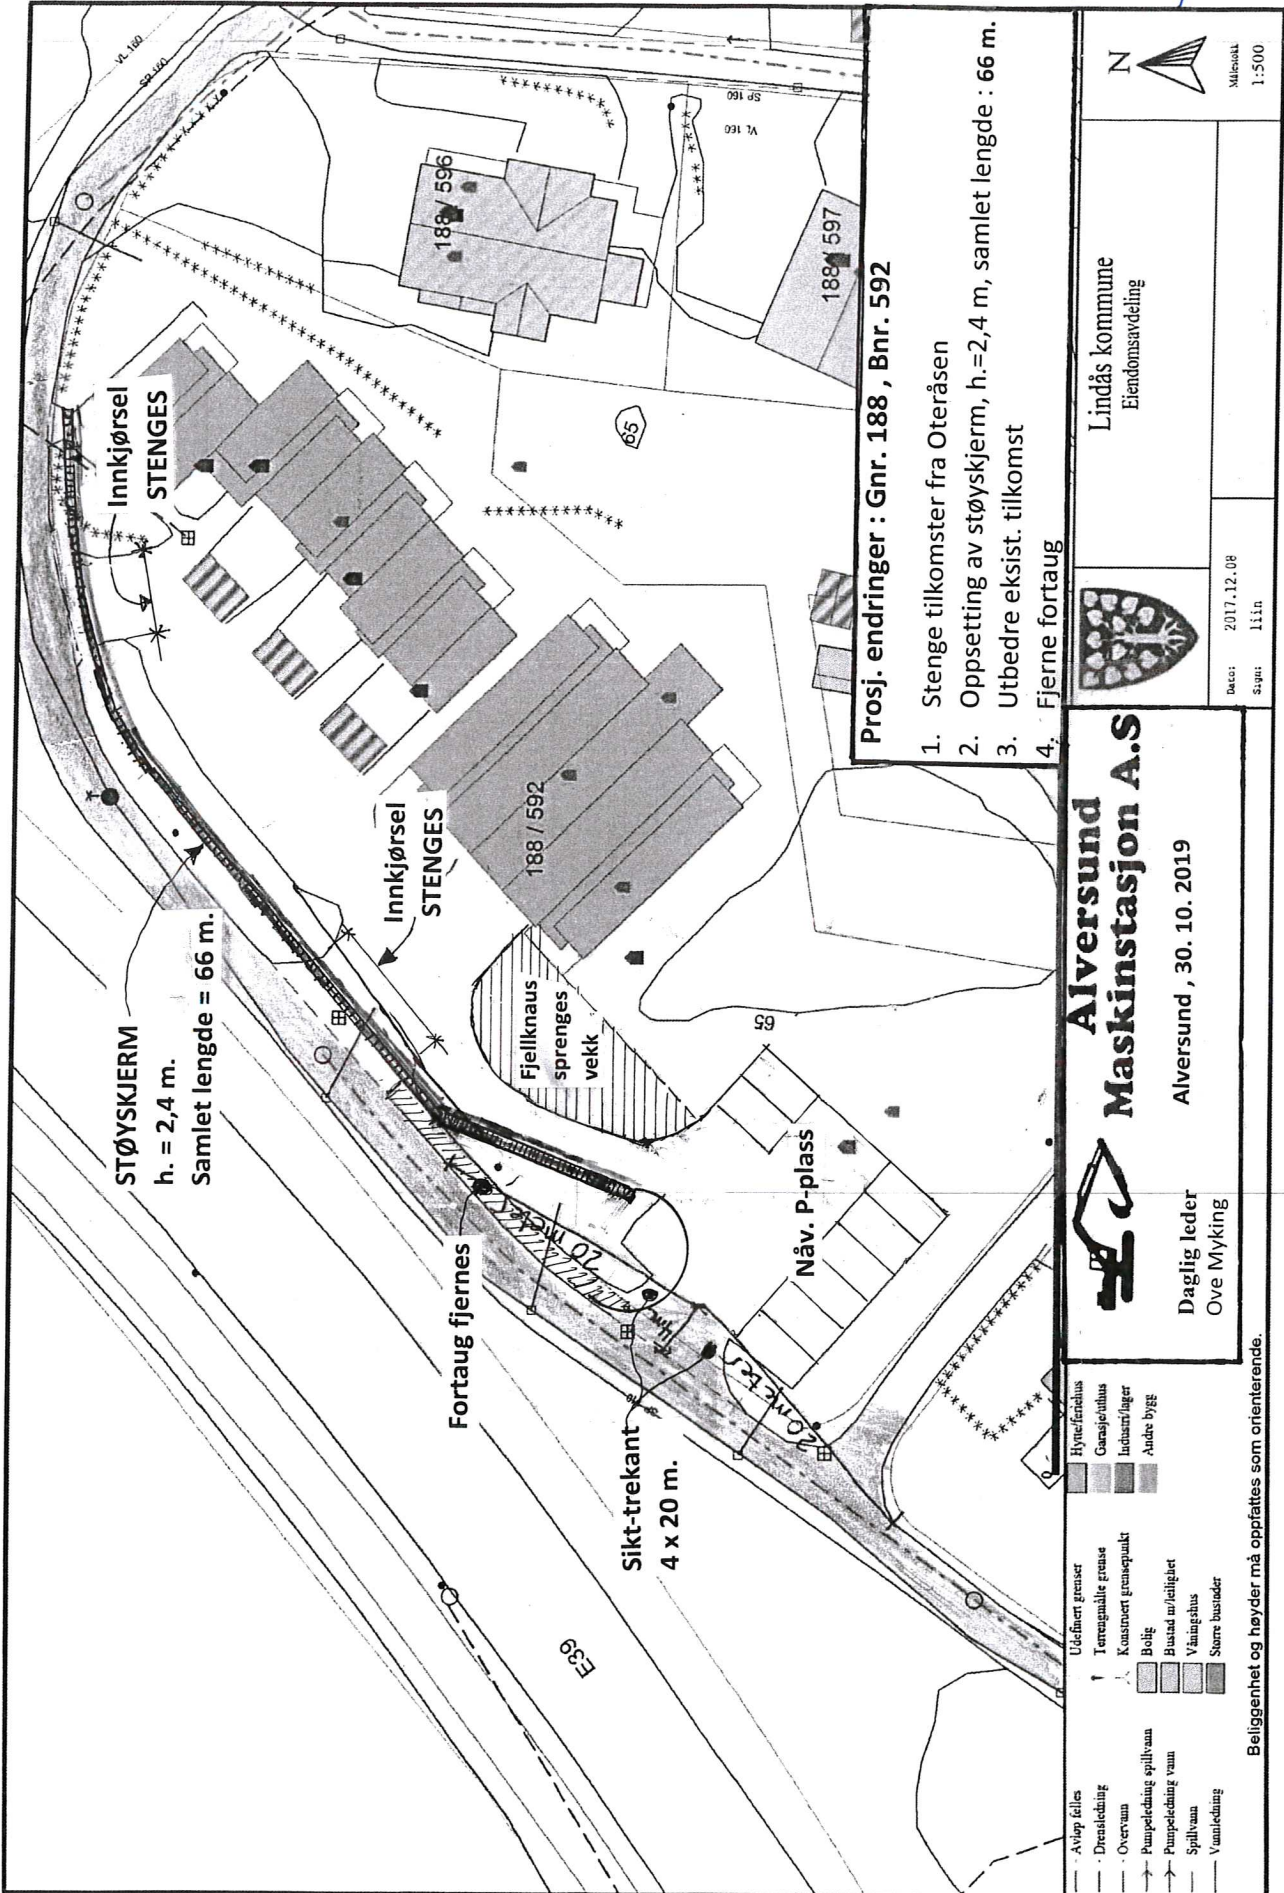 VL 160
SP 160
SP 160
VL 160
188 / 596
188 / 597
65
Innkjørsel
STENGES
STØYSKJERM
h. = 2,4 m.
Samlet lengde = 66 m.
Innkjørsel
STENGES
188 / 592
Fjellknaus
sprenges
vekk
65
Fortaug fjernes
20 meter
4m
Nåv. P-plass
20 meter
Sikt-trekant
4 x 20 m.
E39
Prosj. endringer : Gnr. 188 , Bnr. 592
1. Stenge tilkomster fra Oteråsen
2. Oppsetting av støyskjerm, h.=2,4 m, samlet lengde : 66 m.
3. Utbedre eksist. tilkomst
4. Fjerne fortaug
Avløp felles
Drensledning
Overvann
Pumpeledning spillvann
Pumpeledning vann
Spillvann
Vannledning
Udefinert grenser
Terrengmålte grense
Konstruert grensepunkt
Bolig
Bustad m/leilighet
Våningshus
Større bustader
Hytte/feriehus
Garasje/uthus
Industri/lager
Andre bygg
Alversund
Maskinstasjon A.S
Daglig leder
Ove Myking
Alversund , 30. 10. 2019
Lindås kommune
Eiendomsavdeling
Dato: 2017.12.08
Sign: liin
N
Målestokk
1:500
Beliggenhet og høyder må oppfattes som orienterende.